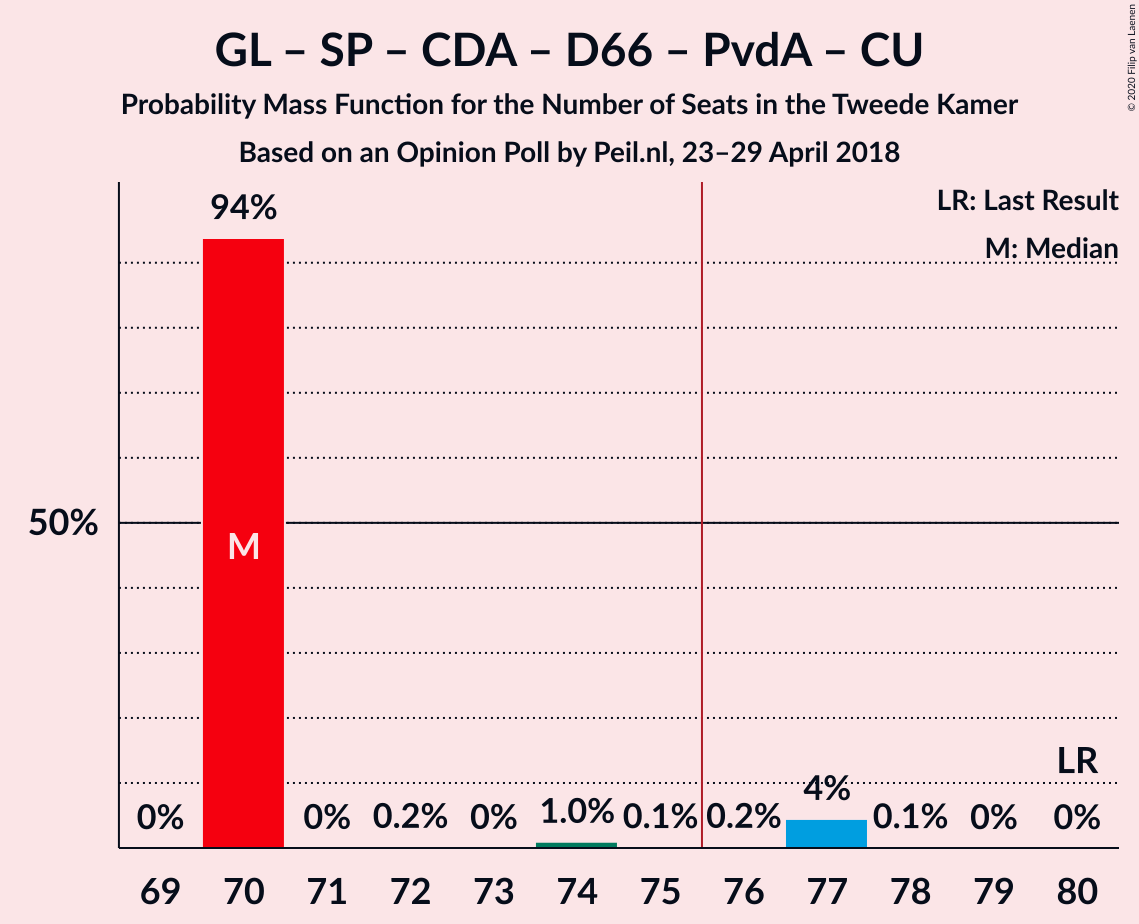 GL – SP – CDA – D66 – PvdA – CU
Probability Mass Function for the Number of Seats in the Tweede Kamer
Based on an Opinion Poll by Peil.nl, 23–29 April 2018
© 2020 Filip van Laenen
LR: Last Result
M: Median
94%
50%
M
LR
0% 0% 0.2% 0% 1.0% 0.1% 0.2% 4% 0.1% 0% 0%
69 70 71 72 73 74 75 76 77 78 79 80